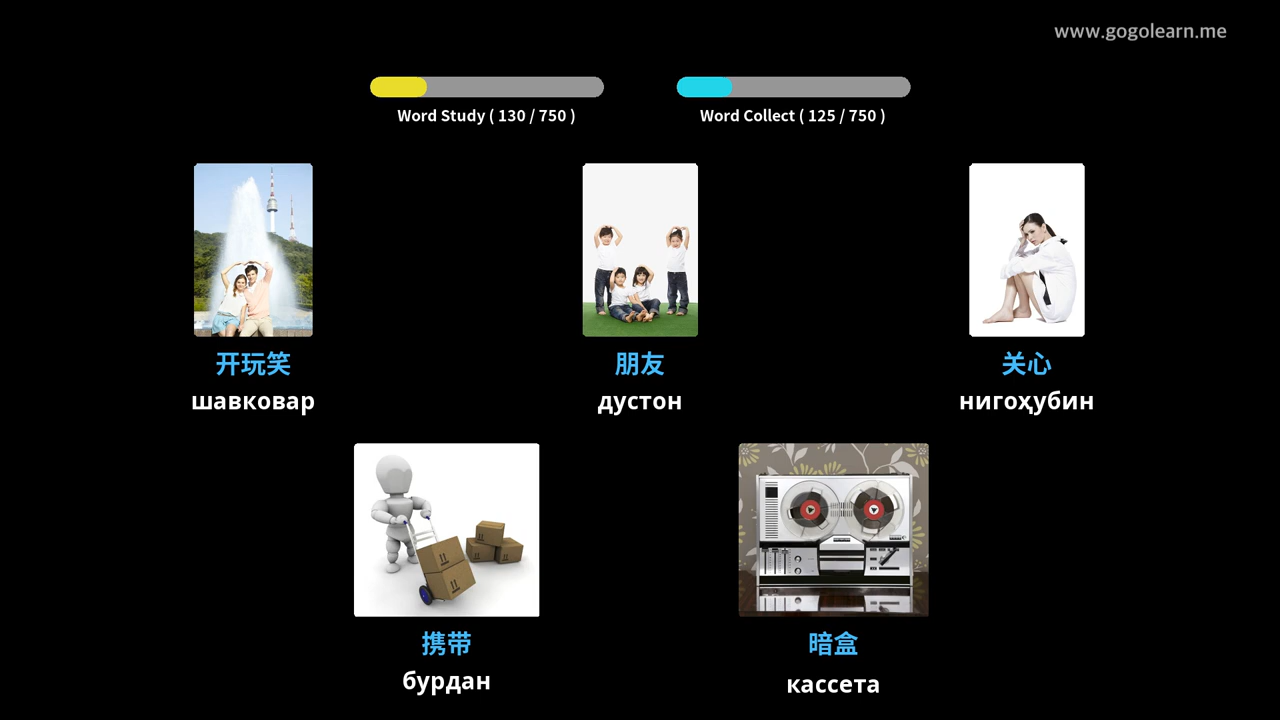 www.gogolearn.me
Word Study ( 130 / 750 )
Word Collect ( 125 / 750 )
开玩笑
шавковар
朋友
дустон
关心
нигоҳубин
携带
бурдан
暗盒
кассета